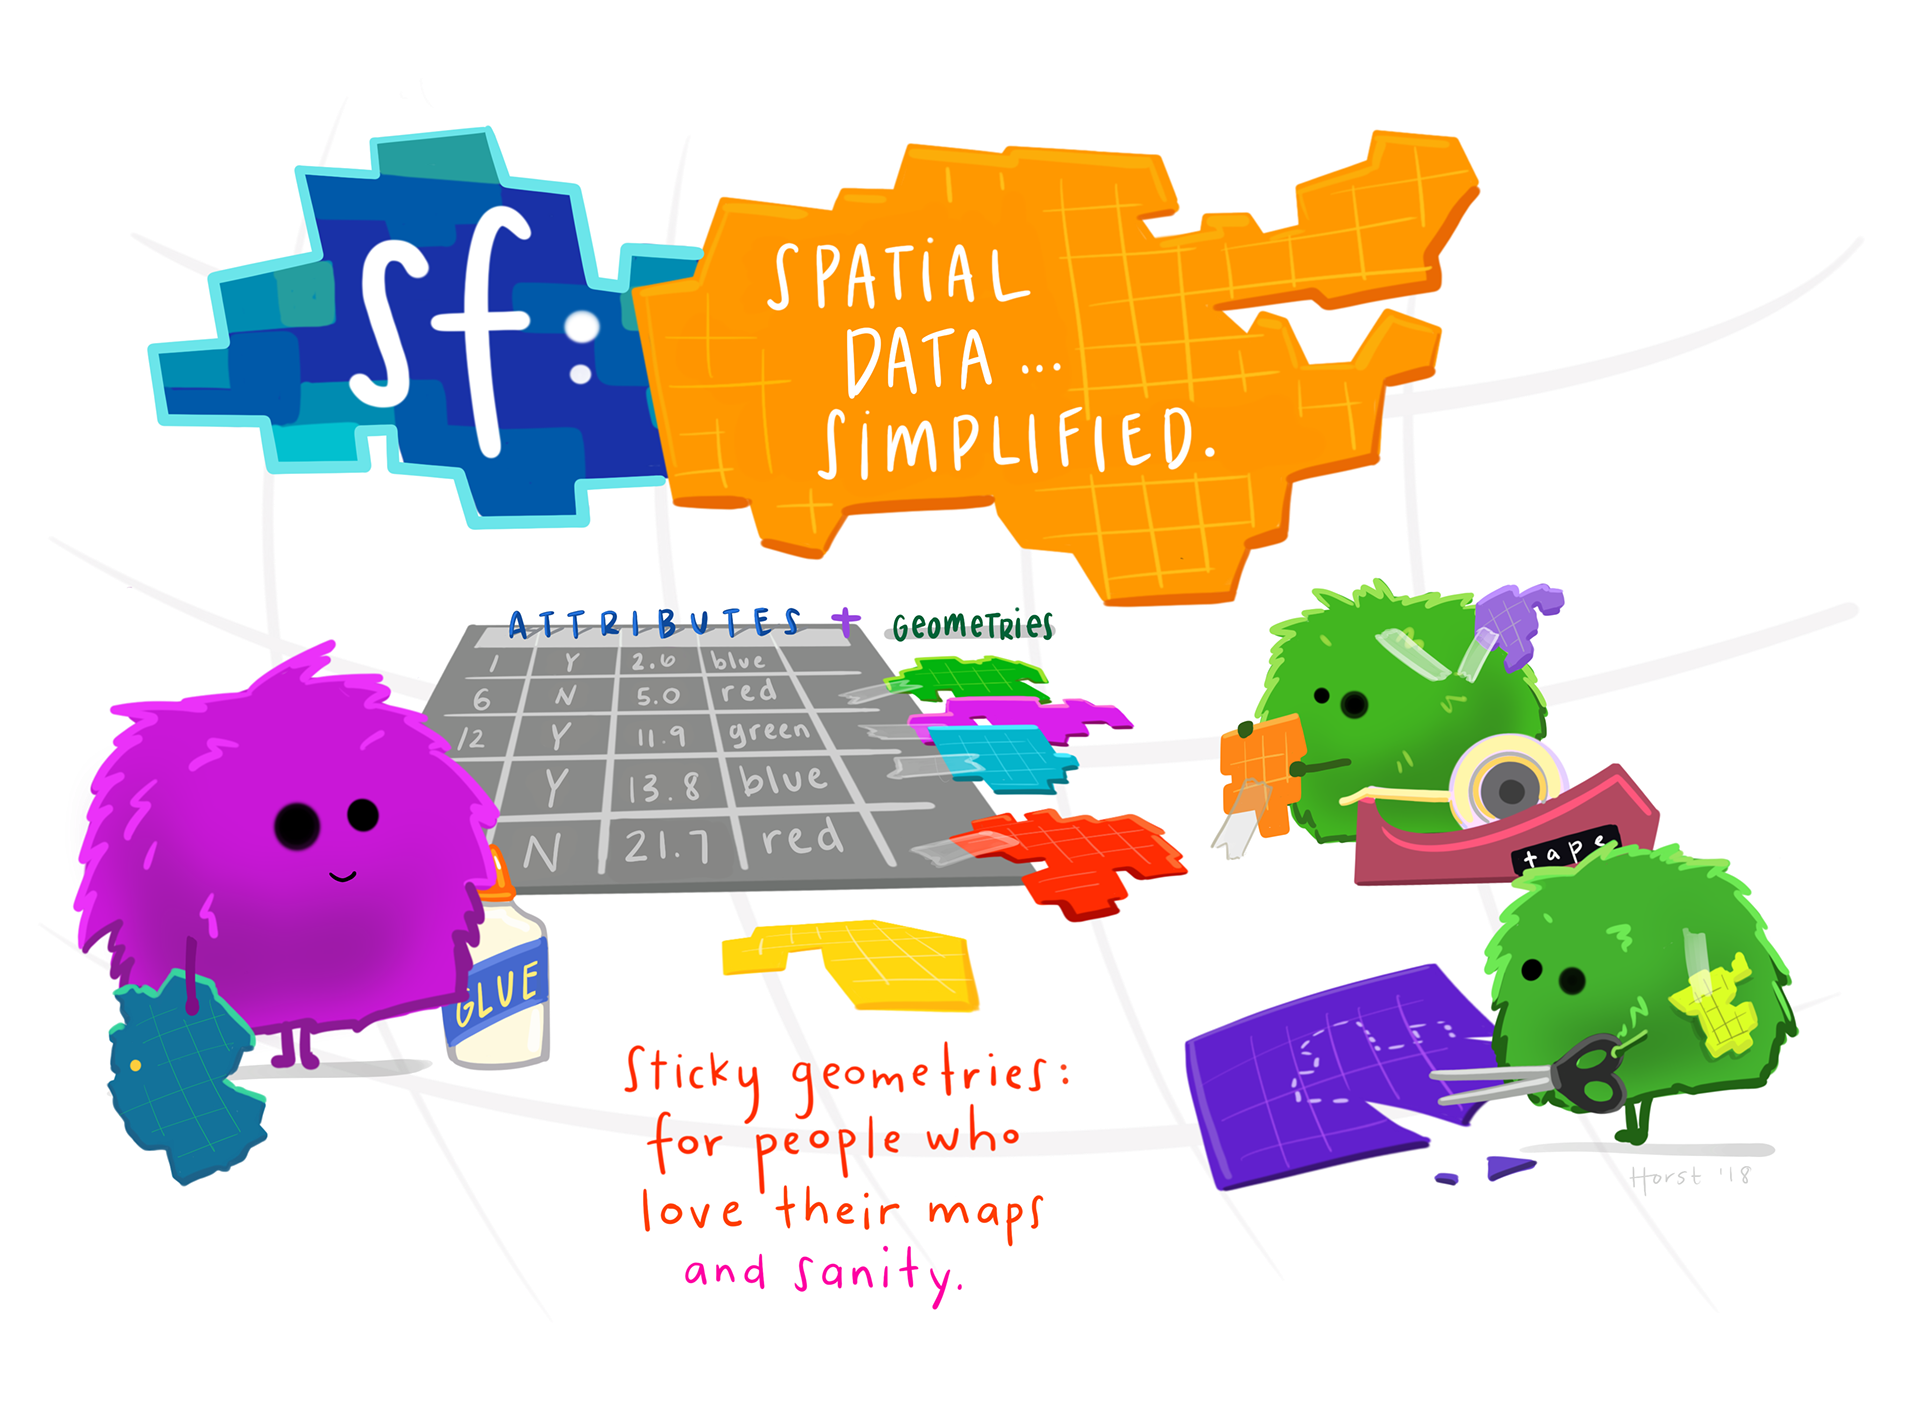 sf:
SPATIAL
DATA...
SIMPLIFIED.
ATTRIBUTES + GEOMETRIES
1 Y 2.6 blue
6 N 5.0 red
12 Y 11.9 green
Y 13.8 blue
N 21.7 red
tape
GLUE
Sticky geometries:
for people who
love their maps
and sanity.
Horst '18